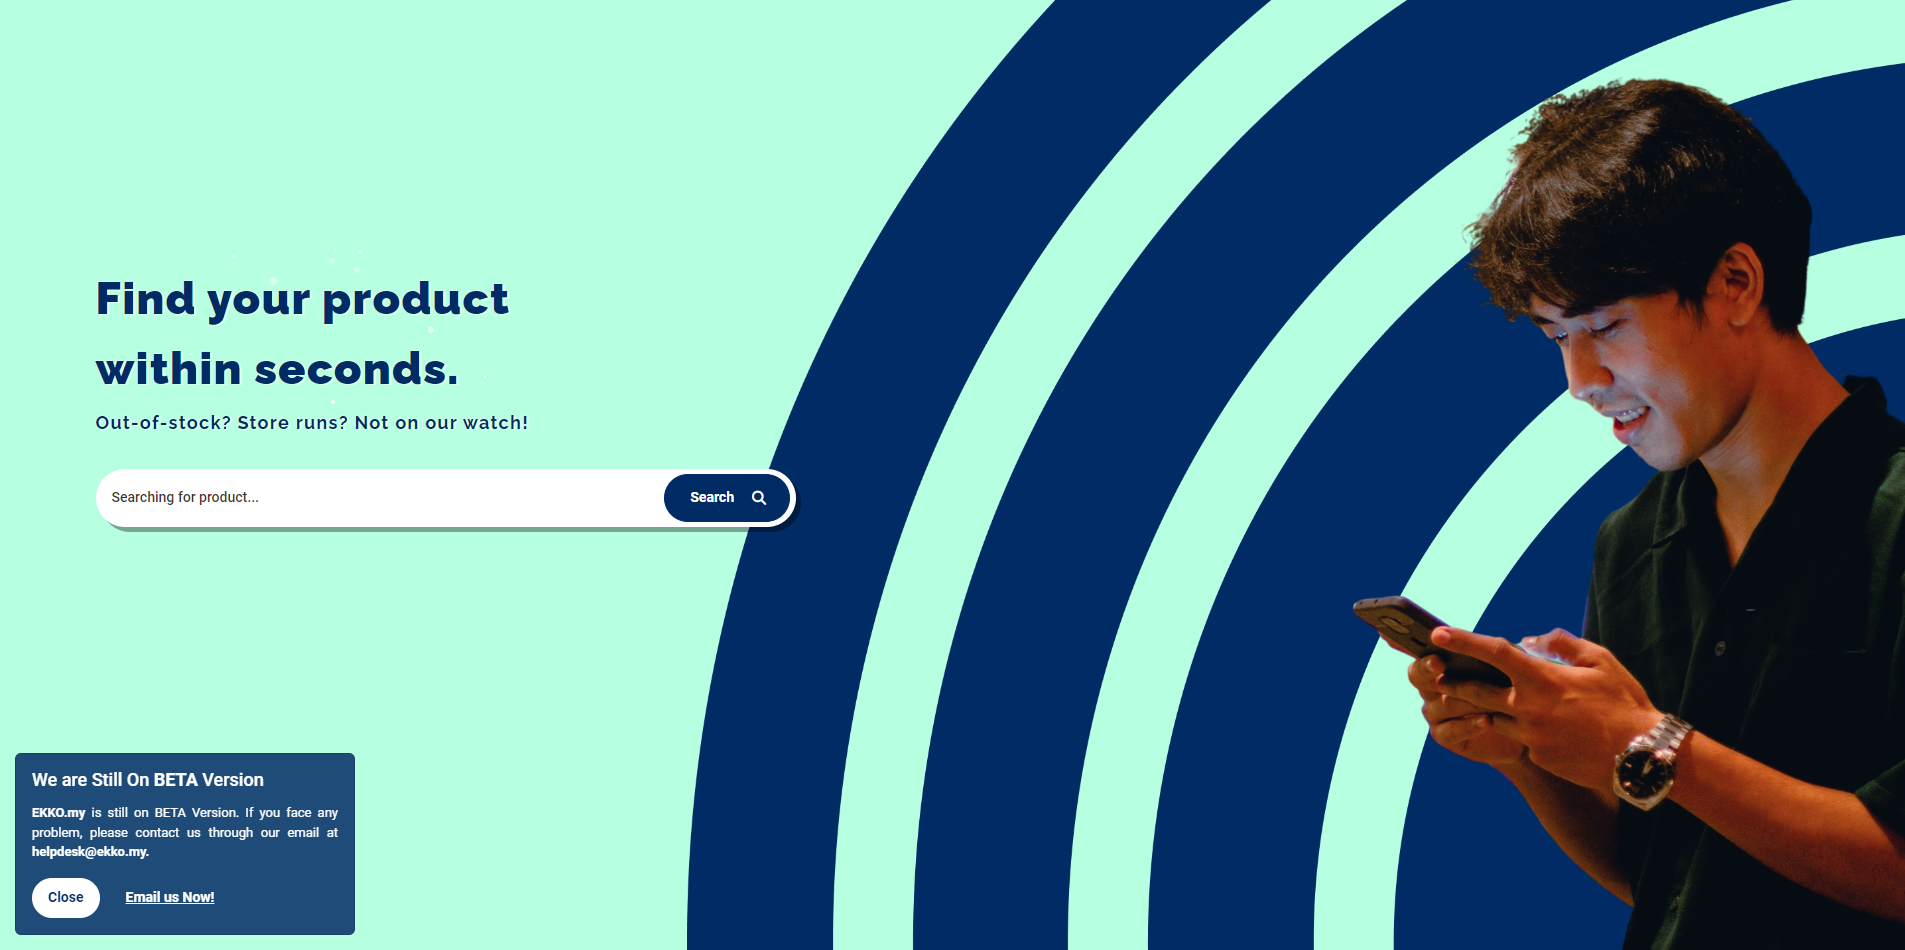 Find your product
within seconds.
Out-of-stock? Store runs? Not on our watch!
Searching for product...
Search
We are Still On BETA Version
EKKO.my is still on BETA Version. If you face any
problem, please contact us through our email at
helpdesk@ekko.my.
Close
Email us Now!